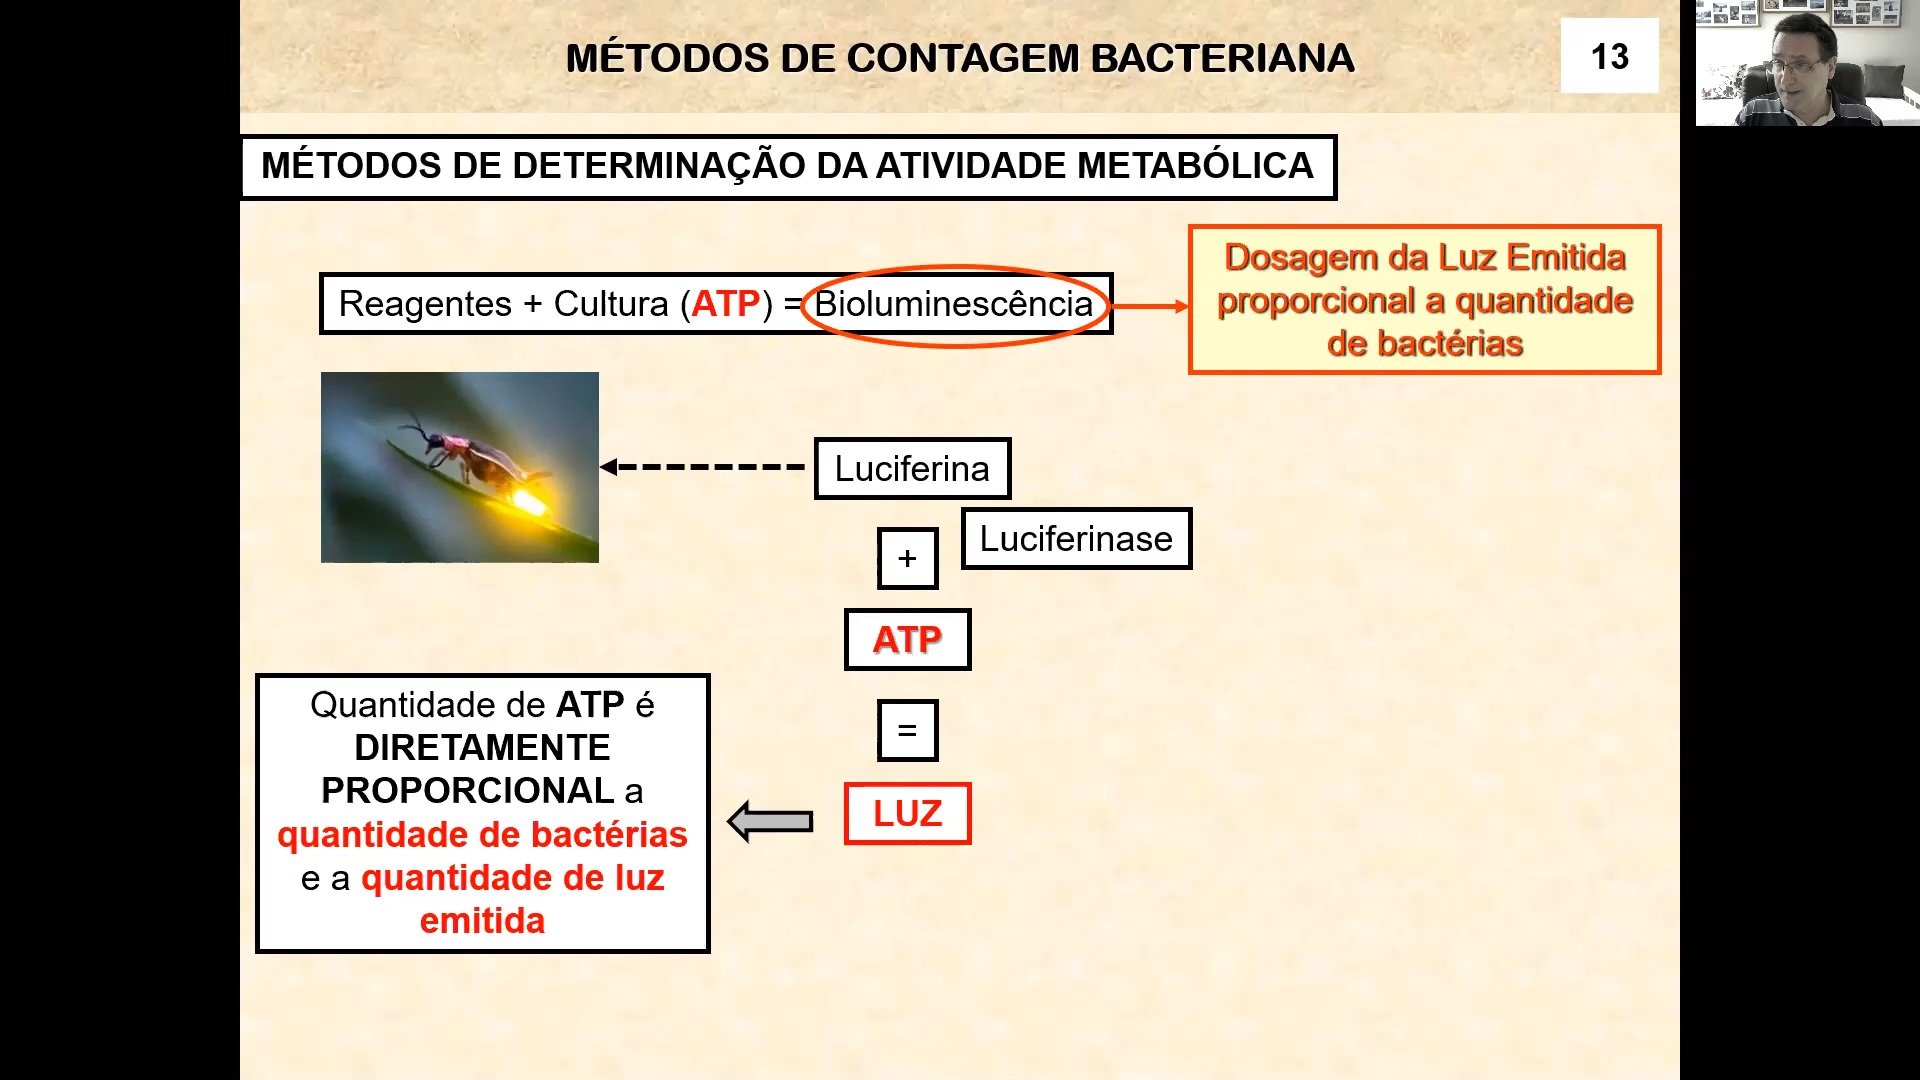 MÉTODOS DE CONTAGEM BACTERIANA
13
MÉTODOS DE DETERMINAÇÃO DA ATIVIDADE METABÓLICA
Reagentes + Cultura (ATP) = Bioluminescência
Dosagem da Luz Emitida
proporcional a quantidade
de bactérias
Luciferina
+
Luciferinase
ATP
=
LUZ
Quantidade de ATP é
DIRETAMENTE
PROPORCIONAL a
quantidade de bactérias
e a quantidade de luz
emitida